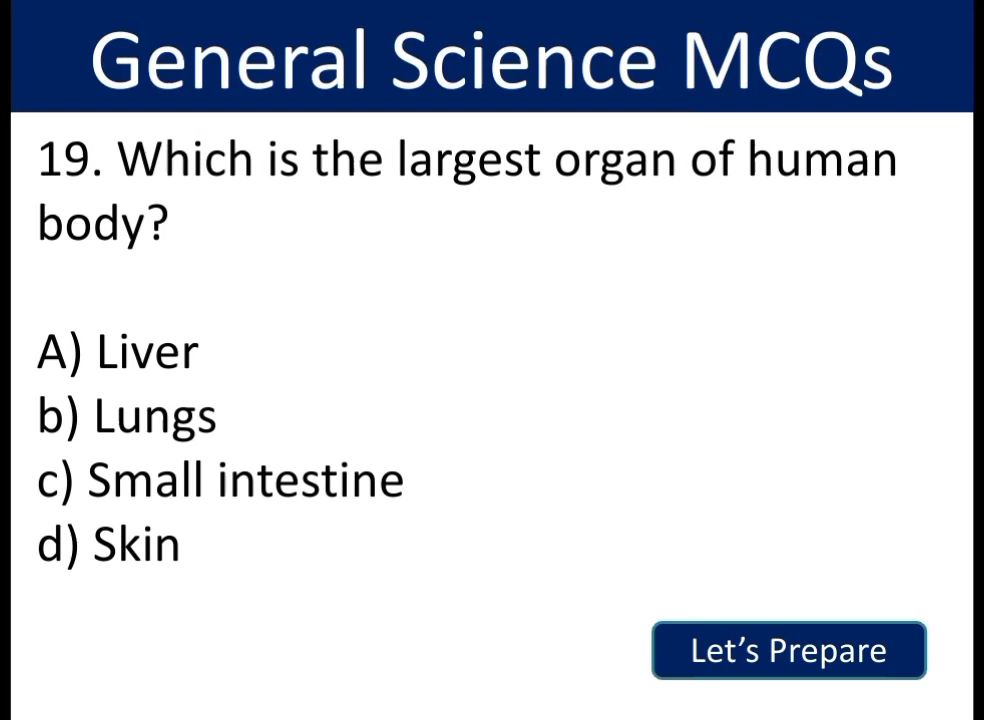 General Science MCQs
19. Which is the largest organ of human
body?
A) Liver
b) Lungs
c) Small intestine
d) Skin
Let’s Prepare